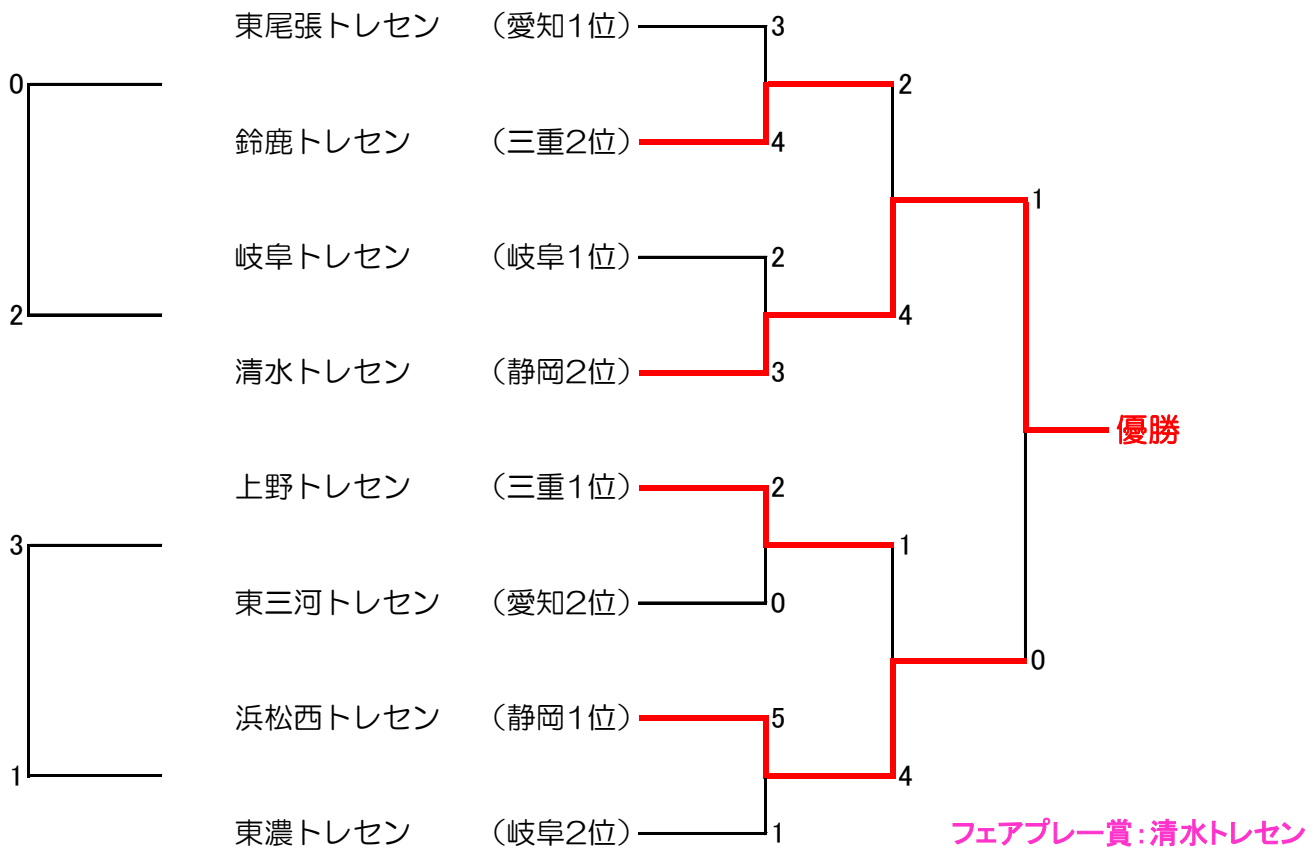 東尾張トレセン （愛知1位） 3
0 2
鈴鹿トレセン （三重2位） 4
1
岐阜トレセン （岐阜1位） 2
2 4
清水トレセン （静岡2位） 3
優勝
上野トレセン （三重1位） 2
3 1
東三河トレセン （愛知2位） 0
0
浜松西トレセン （静岡1位） 5
1 4
東濃トレセン （岐阜2位） 1 フェアプレー賞：清水トレセン